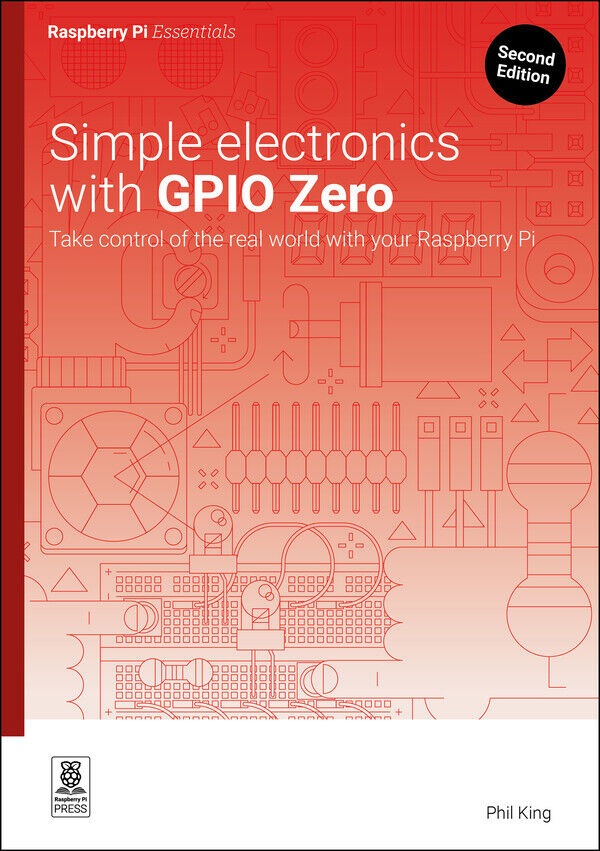 Raspberry Pi Essentials
Second
Edition
Simple electronics
with GPIO Zero
Take control of the real world with your Raspberry Pi
Raspberry Pi
PRESS
Phil King